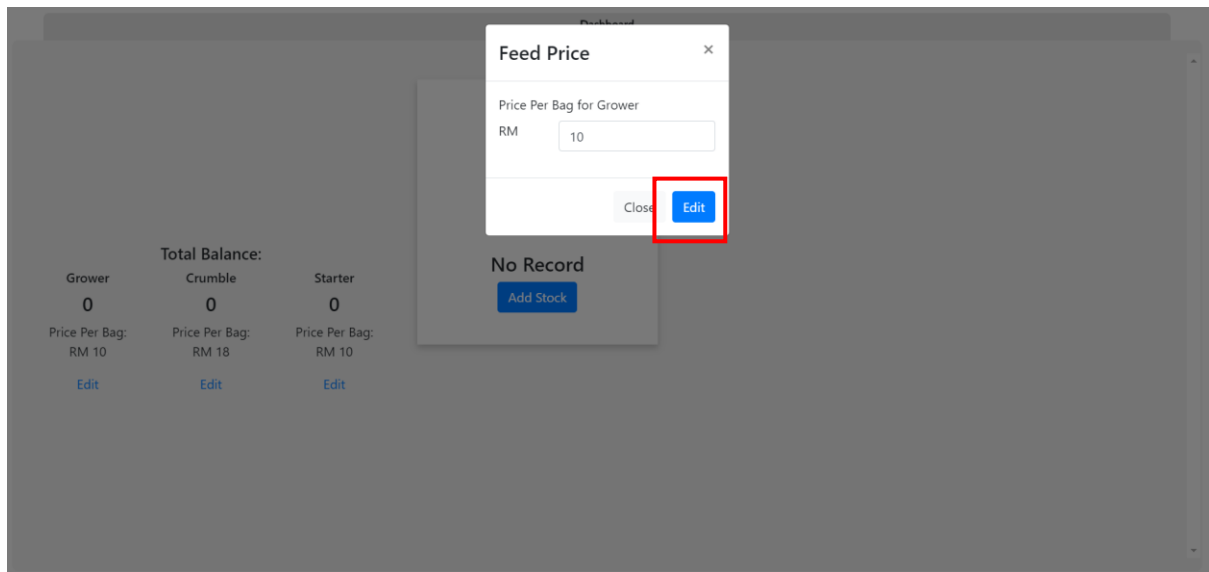 Dashboard
Feed Price
×
Price Per Bag for Grower
RM
10
Close
Edit
Total Balance:
Grower Crumble Starter
0 0 0
Price Per Bag: Price Per Bag: Price Per Bag:
RM 10 RM 18 RM 10
Edit Edit Edit
No Record
Add Stock